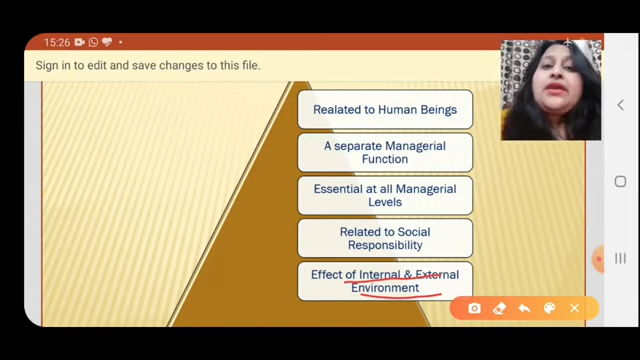 15:26
Sign in to edit and save changes to this file.
Realated to Human Beings
A separate Managerial
Function
Essential at all Managerial
Levels
Related to Social
Responsibility
Effect of Internal & External
Environment